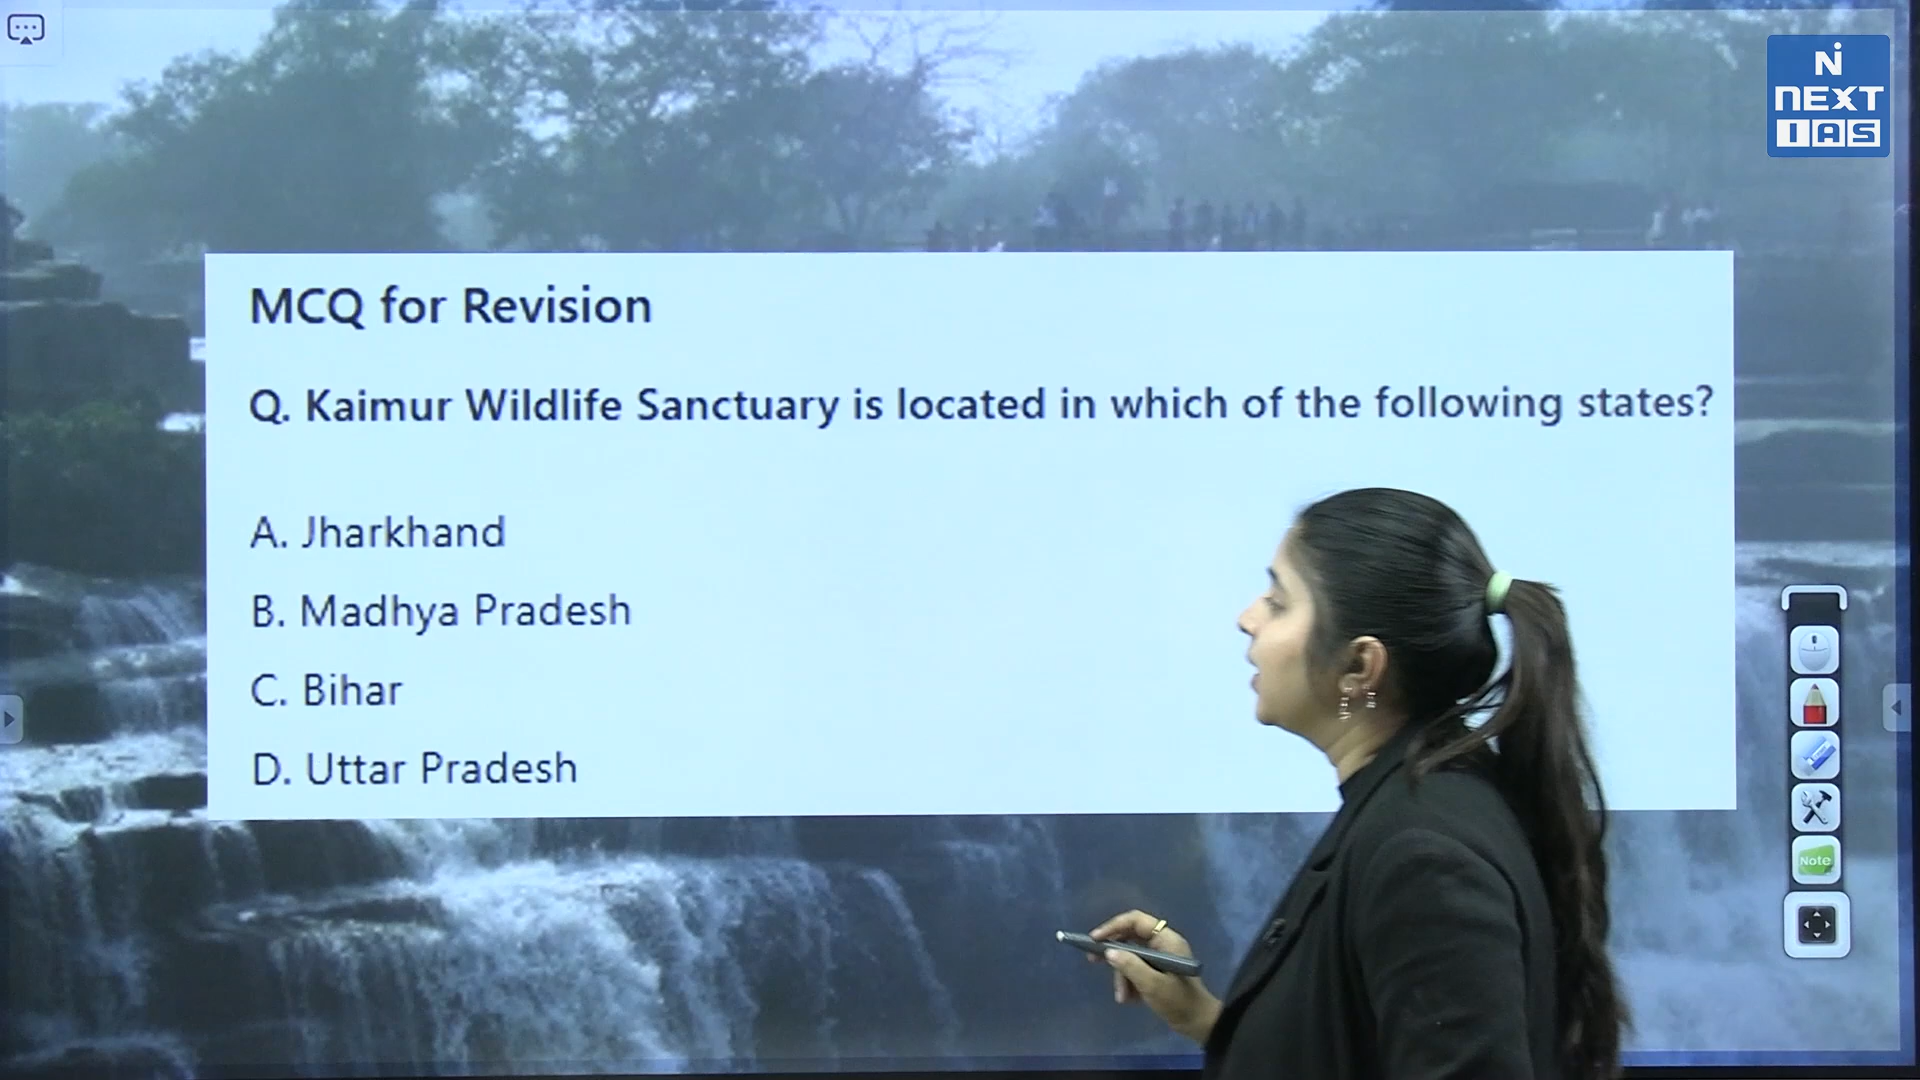 N
NEXT
IAS
MCQ for Revision
Q. Kaimur Wildlife Sanctuary is located in which of the following states?
A. Jharkhand
B. Madhya Pradesh
C. Bihar
D. Uttar Pradesh
Note